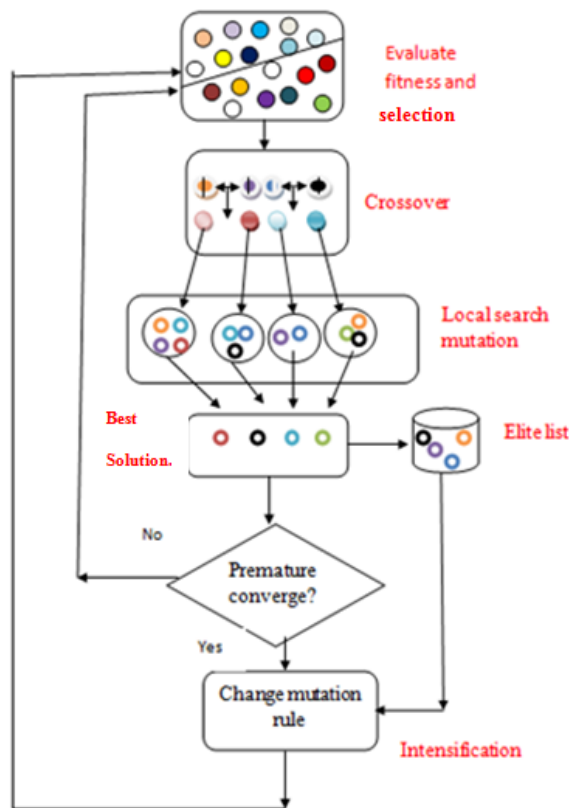 Evaluate
fitness and
selection
Crossover
Local search
mutation
Best
Solution.
Elite list
No
Premature
converge?
Yes
Change mutation
rule
Intensification